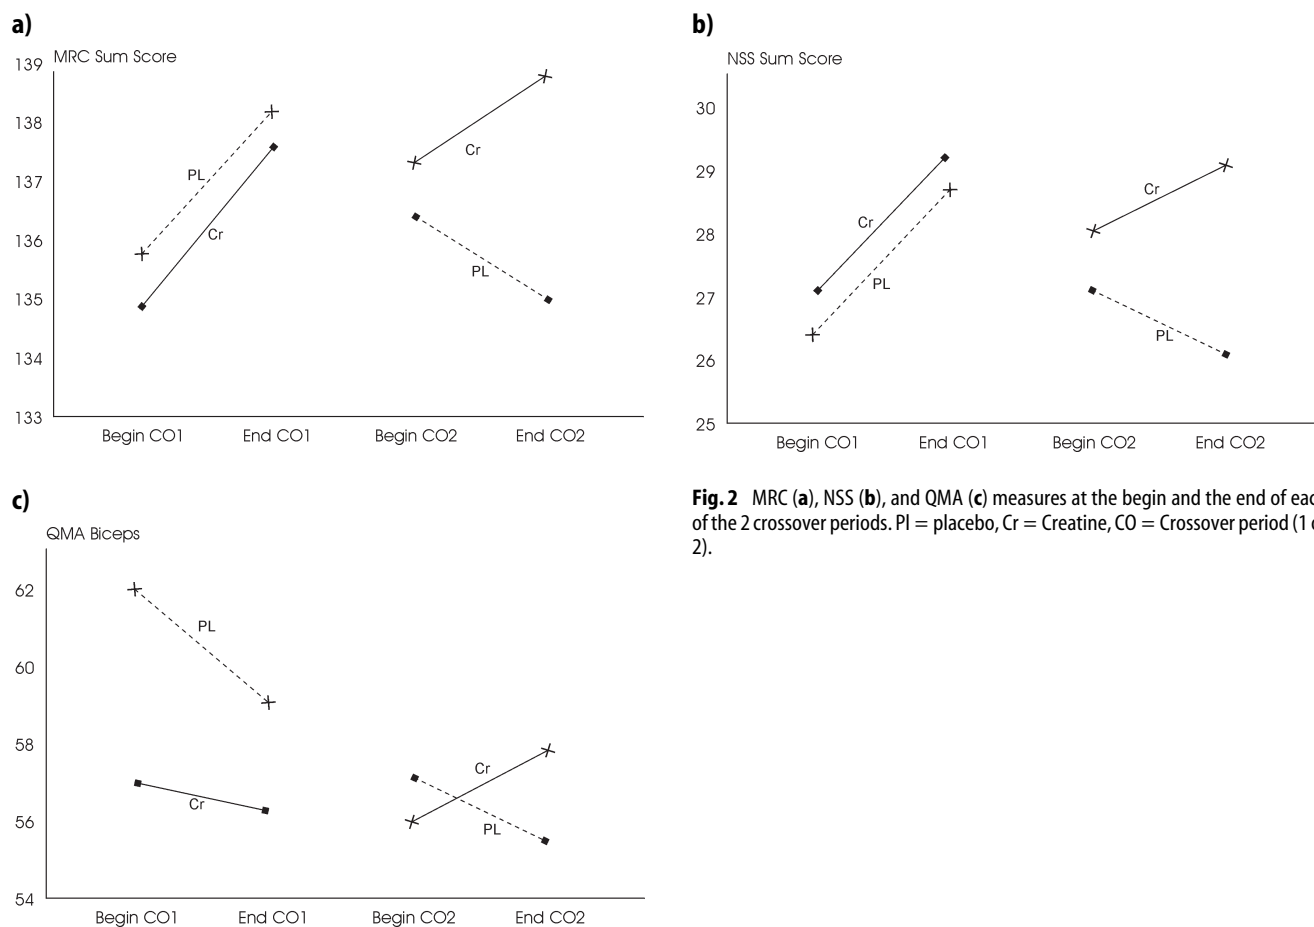 a)
MRC Sum Score
139
138
137
136
135
134
133
PL
Cr
Cr
PL
Begin CO1
End CO1
Begin CO2
End CO2
b)
NSS Sum Score
30
29
28
27
26
25
Cr
PL
Cr
PL
Begin CO1
End CO1
Begin CO2
End CO2
Fig. 2 MRC (a), NSS (b), and QMA (c) measures at the begin and the end of each
of the 2 crossover periods. Pl = placebo, Cr = Creatine, CO = Crossover period (1
2).
c)
QMA Biceps
62
60
58
56
54
PL
Cr
Cr
PL
Begin CO1
End CO1
Begin CO2
End CO2